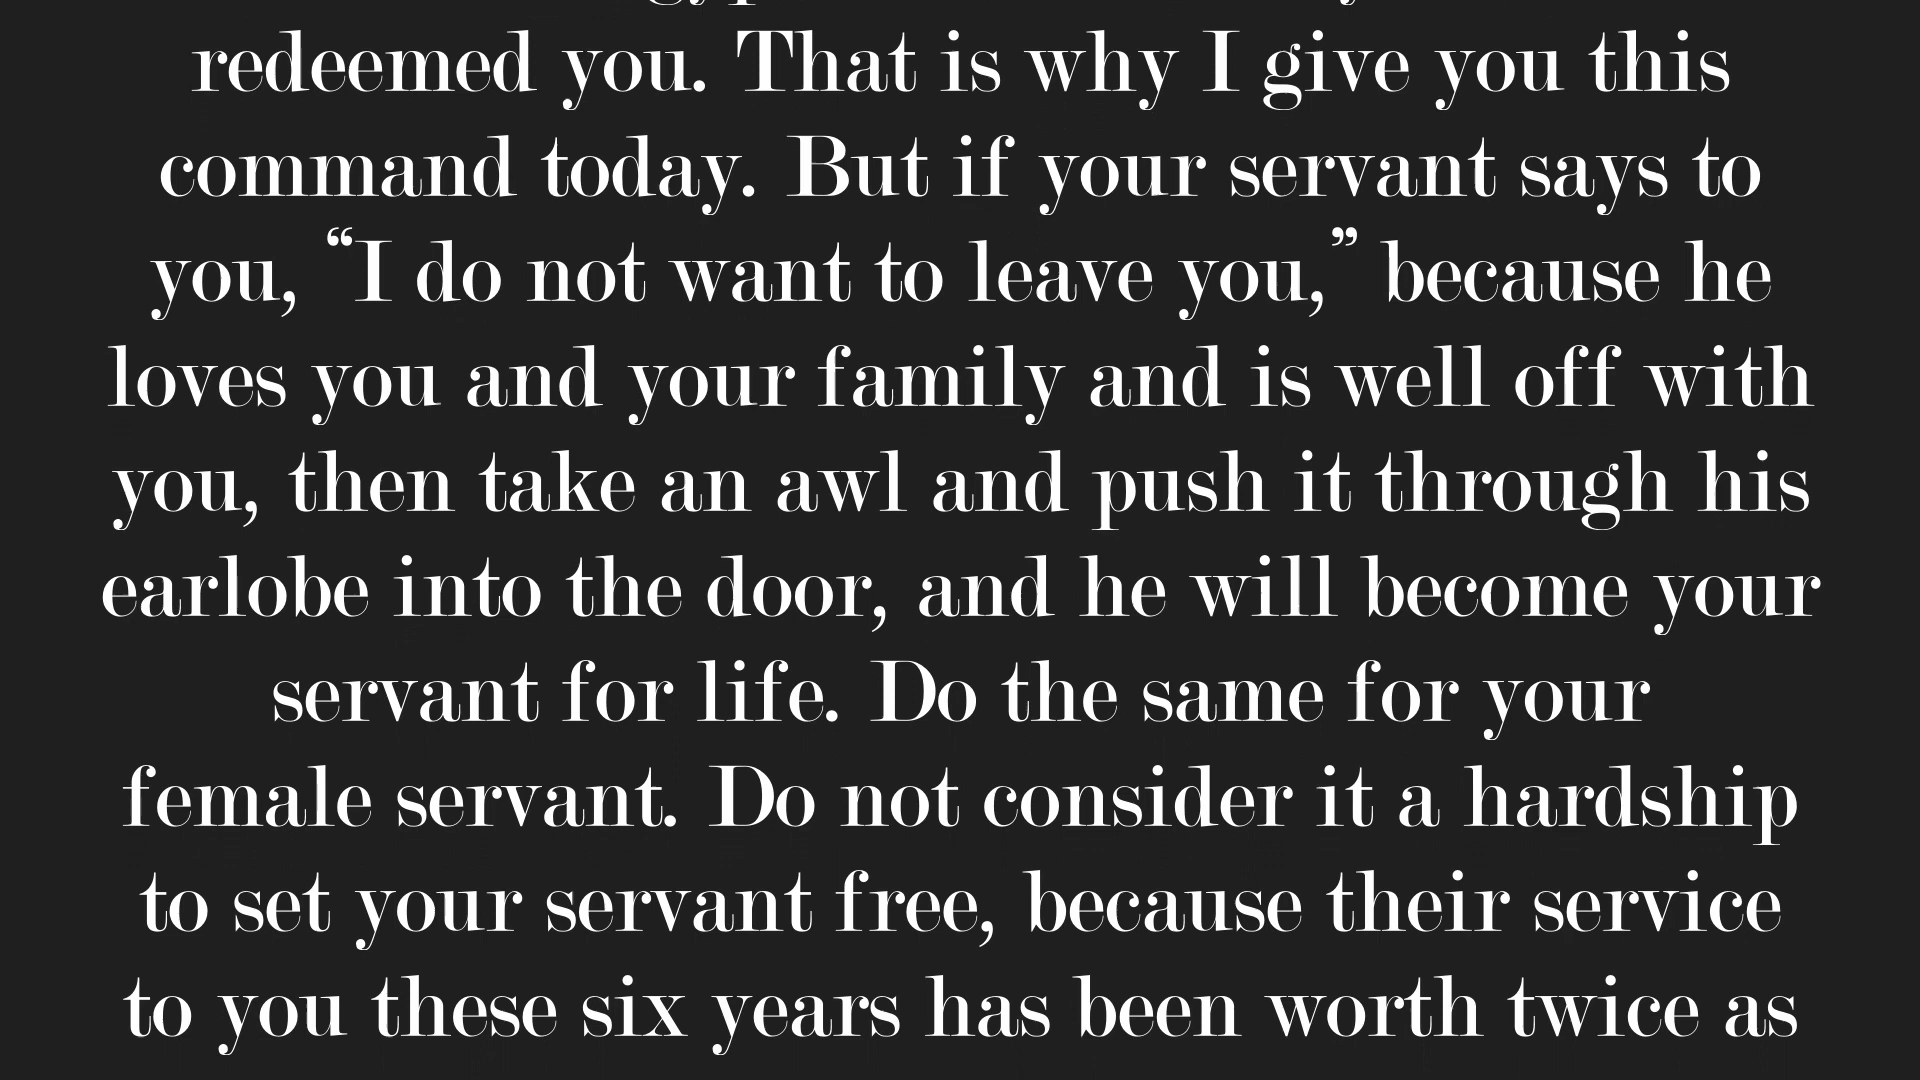 redeemed you. That is why I give you this
command today. But if your servant says to
you, “I do not want to leave you,” because he
loves you and your family and is well off with
you, then take an awl and push it through his
earlobe into the door, and he will become your
servant for life. Do the same for your
female servant. Do not consider it a hardship
to set your servant free, because their service
to you these six years has been worth twice as